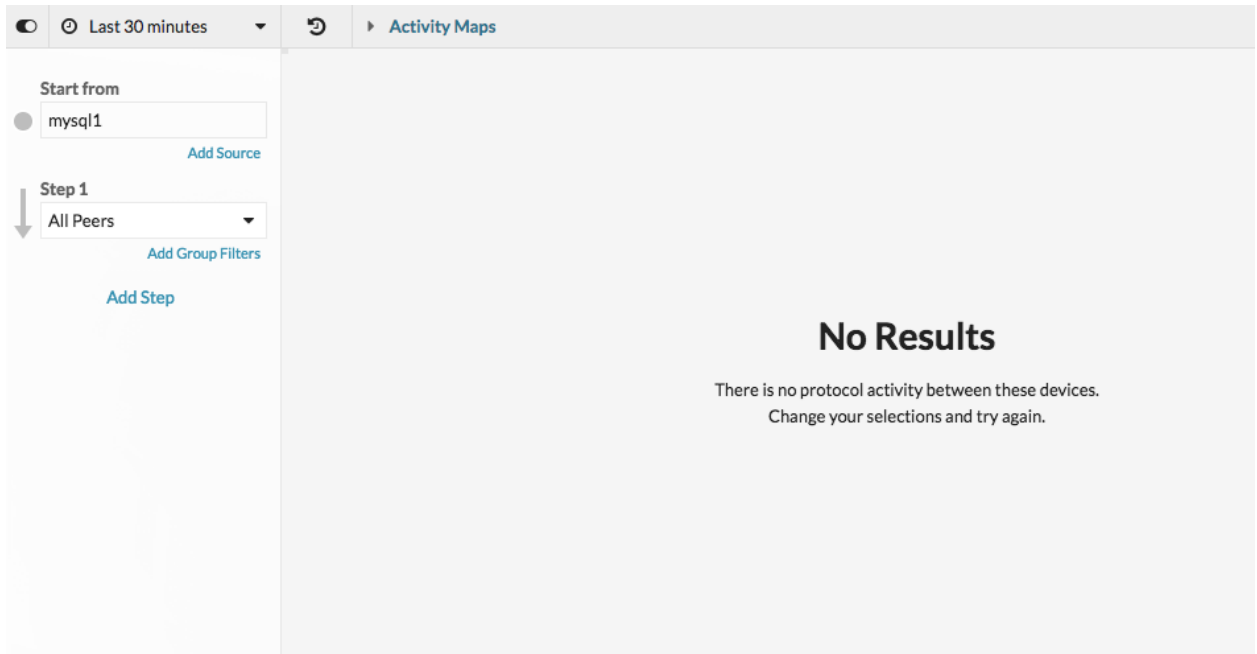 Last 30 minutes
Activity Maps
Start from
mysql1
Add Source
Step 1
All Peers
Add Group Filters
Add Step
No Results
There is no protocol activity between these devices.
Change your selections and try again.